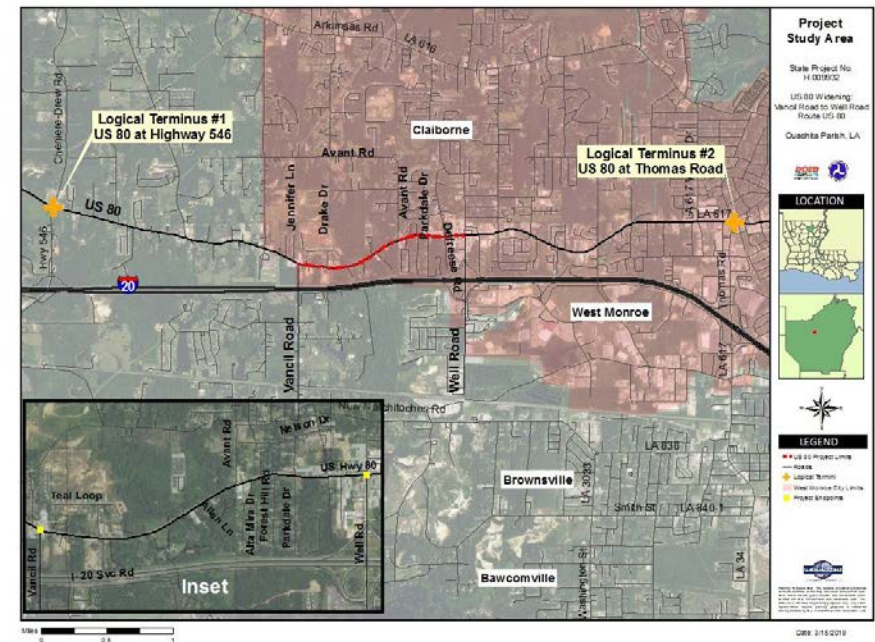 Arkansas Rd
LA 616
Cheniere-Drew Rd
Logical Terminus #1
US 80 at Highway 546
Claiborne
Avant Rd
Logical Terminus #2
US 80 at Thomas Road
Jennifer Ln
Drake Dr
Avant Rd
Parkdale Dr
US 80
LA 617
Hwy 546
20
Thomas Rd
West Monroe
Vancil Road
Well Road
LA 617
LA 838
Brownsville
LA 3033
Smith St
LA 840-1
Bawcomville
Washington St
LA 34
Nelson Dr
Avant Rd
US Hwy 80
Teal Loop
Allen Ln
Alta Mira Dr
Forest Hill Rd
Parkdale Dr
Vancil Rd
Well Rd
I-20 Svc Rd
Inset
Miles
0 0.5 1
Project
Study Area
State Project No.
H.009932
US 80 Widening:
Vancil Road to Well Road
Route US 80
Ouachita Parish, LA
LOCATION
LEGEND
US 80 Project Limits
Roads
Logical Termini
West Monroe City Limits
Project Endpoints
Date: 3/18/2019